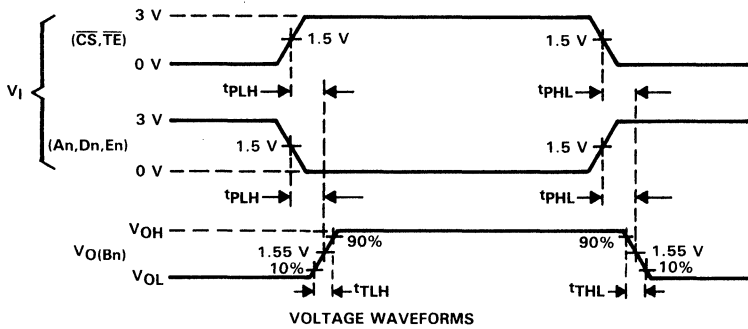 3 V
(CS,TE)
1.5 V
1.5 V
0 V
tPLH
tPHL
VI
3 V
(An,Dn,En)
1.5 V
1.5 V
0 V
tPLH
tPHL
VOH
90%
90%
VO(Bn)
1.55 V
1.55 V
10%
10%
VOL
tTLH
tTHL
VOLTAGE WAVEFORMS